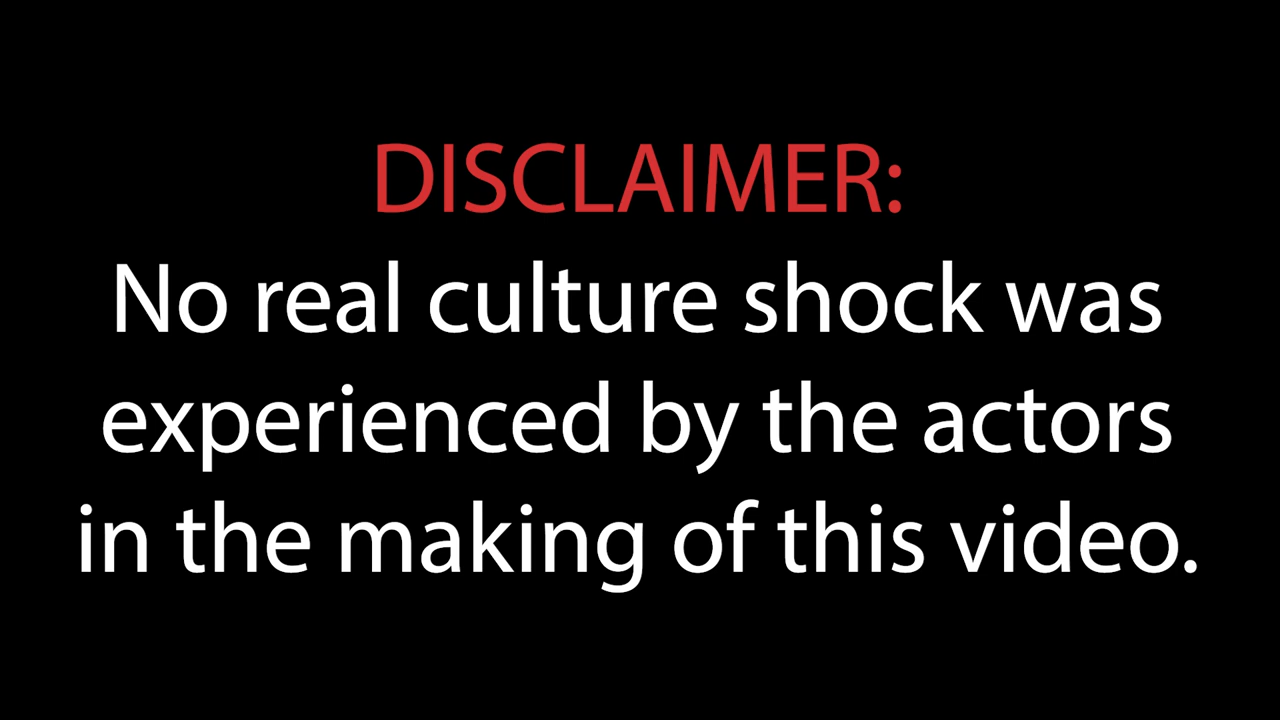 DISCLAIMER:
No real culture shock was
experienced by the actors
in the making of this video.